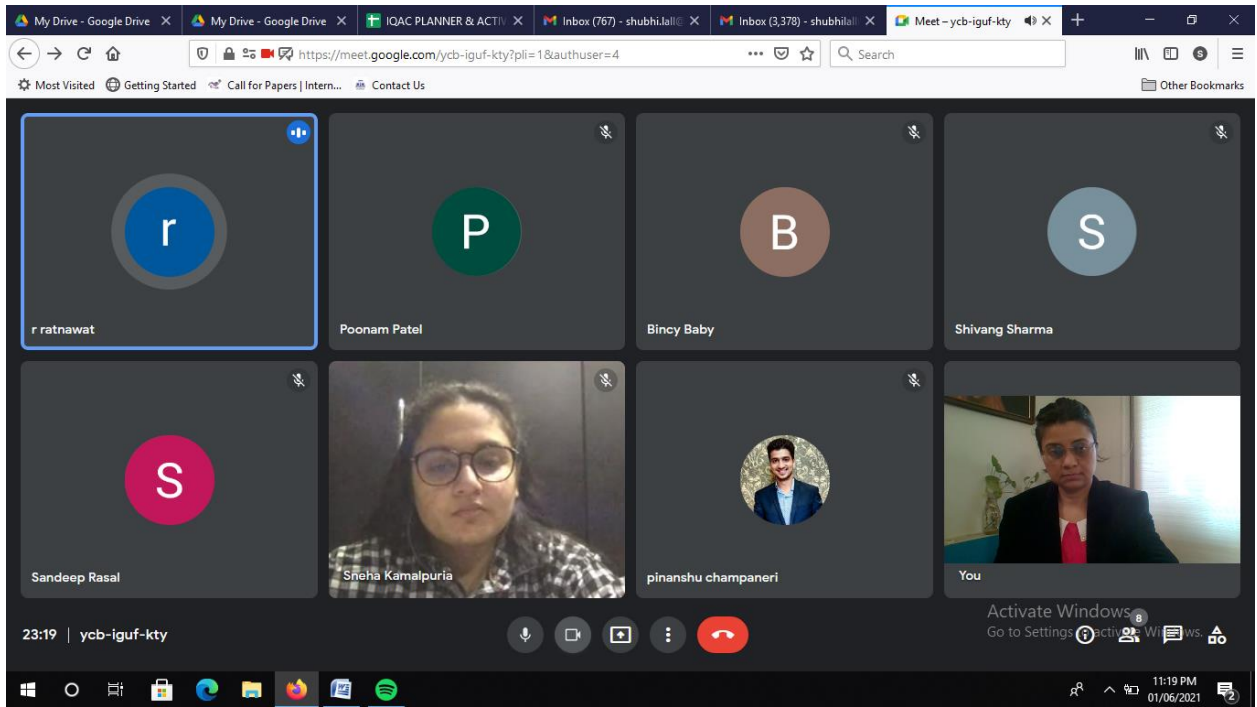 My Drive - Google Drive
My Drive - Google Drive
IQAC PLANNER & ACTIV
Inbox (767) - shubhi.lall@
Inbox (3,378) - shubhilall
Meet – ycb-iguf-kty
https://meet.google.com/ycb-iguf-kty?pli=1&authuser=4
Search
S
Most Visited
Getting Started
Call for Papers | Intern...
Contact Us
Other Bookmarks
r
r ratnawat
P
Poonam Patel
B
Bincy Baby
S
Shivang Sharma
S
Sandeep Rasal
Sneha Kamalpuria
pinanshu champaneri
You
Activate Windows
Go to Settings to activate Windows.
8
23:19 | ycb-iguf-kty
11:19 PM
01/06/2021
2